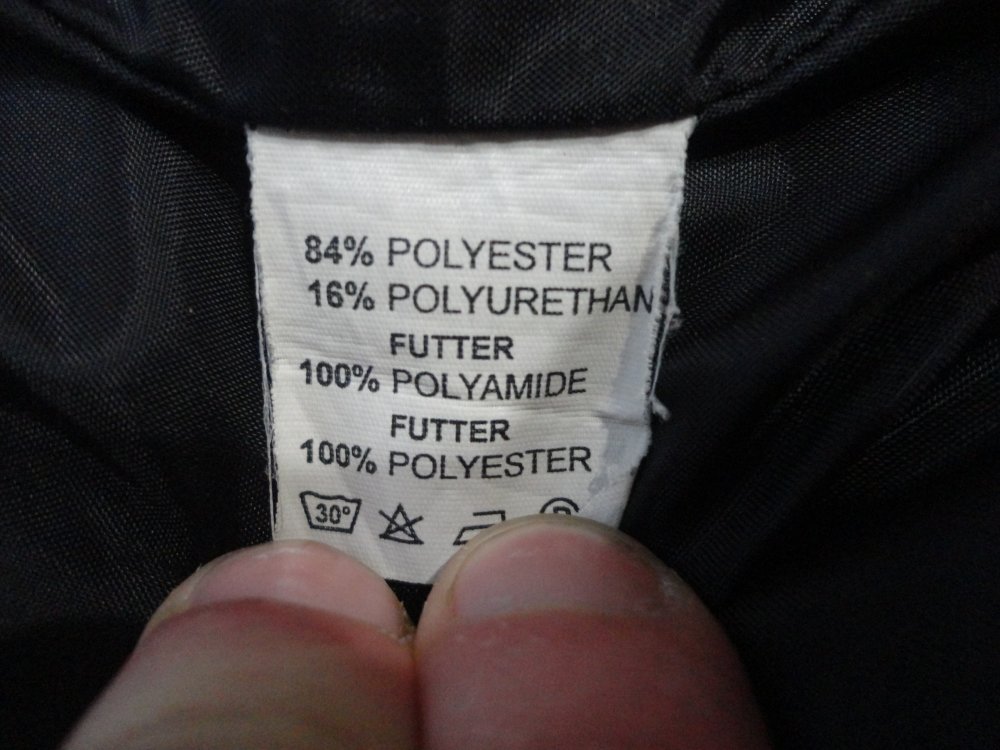 84% POLYESTER
16% POLYURETHAN
FUTTER
100% POLYAMIDE
FUTTER
100% POLYESTER
30°